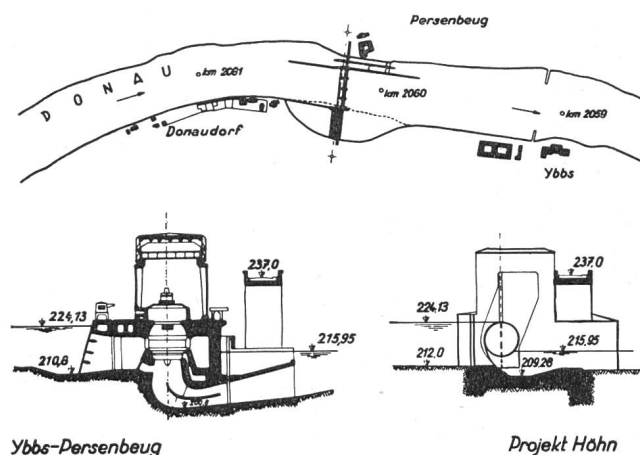 Persenbeug
DONAU
km 2061
km 2060
km 2059
Donaudorf
Ybbs
237,0
224,13
215,95
210,8
237,0
224,13
215,95
212,0
209,28
Ybbs-Persenbeug
Projekt Höhn